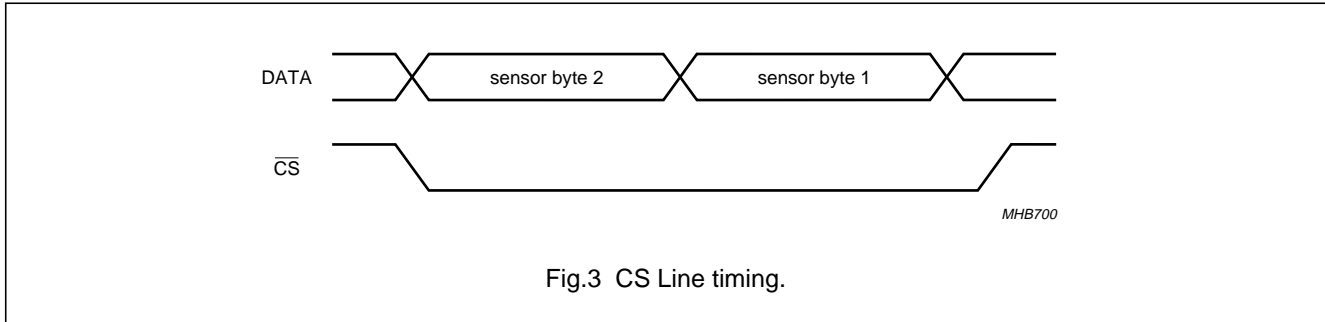 DATA
sensor byte 2
sensor byte 1
CS
MHB700
Fig.3 CS Line timing.